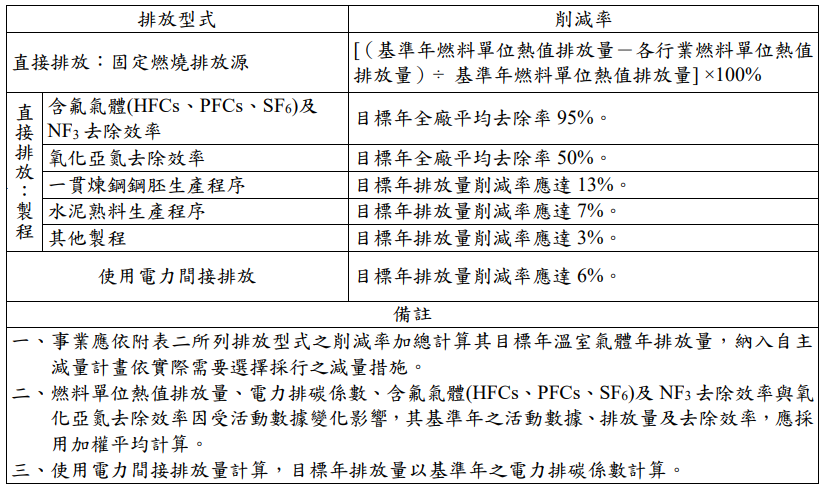 排放型式 削減率
直接排放：固定燃燒排放源
[（基準年燃料單位熱值排放量－各行業燃料單位熱值
排放量）÷ 基準年燃料單位熱值排放量] ×100%
直接排放：製程
含氟氣體(HFCs、PFCs、SF6)及
NF3 去除效率
目標年全廠平均去除率 95%。
氧化亞氮去除效率 目標年全廠平均去除率 50%。
一貫煉鋼鋼胚生產程序 目標年排放量削減率應達 13%。
水泥熟料生產程序 目標年排放量削減率應達 7%。
其他製程 目標年排放量削減率應達 3%。
使用電力間接排放 目標年排放量削減率應達 6%。
備註
一、事業應依附表二所列排放型式之削減率加總計算其目標年溫室氣體年排放量，納入自主
減量計畫依實際需要選擇採行之減量措施。
二、燃料單位熱值排放量、電力排碳係數、含氟氣體(HFCs、PFCs、SF6)及 NF3 去除效率與氧
化亞氮去除效率因受活動數據變化影響，其基準年之活動數據、排放量及去除效率，應採
用加權平均計算。
三、使用電力間接排放量計算，目標年排放量以基準年之電力排碳係數計算。